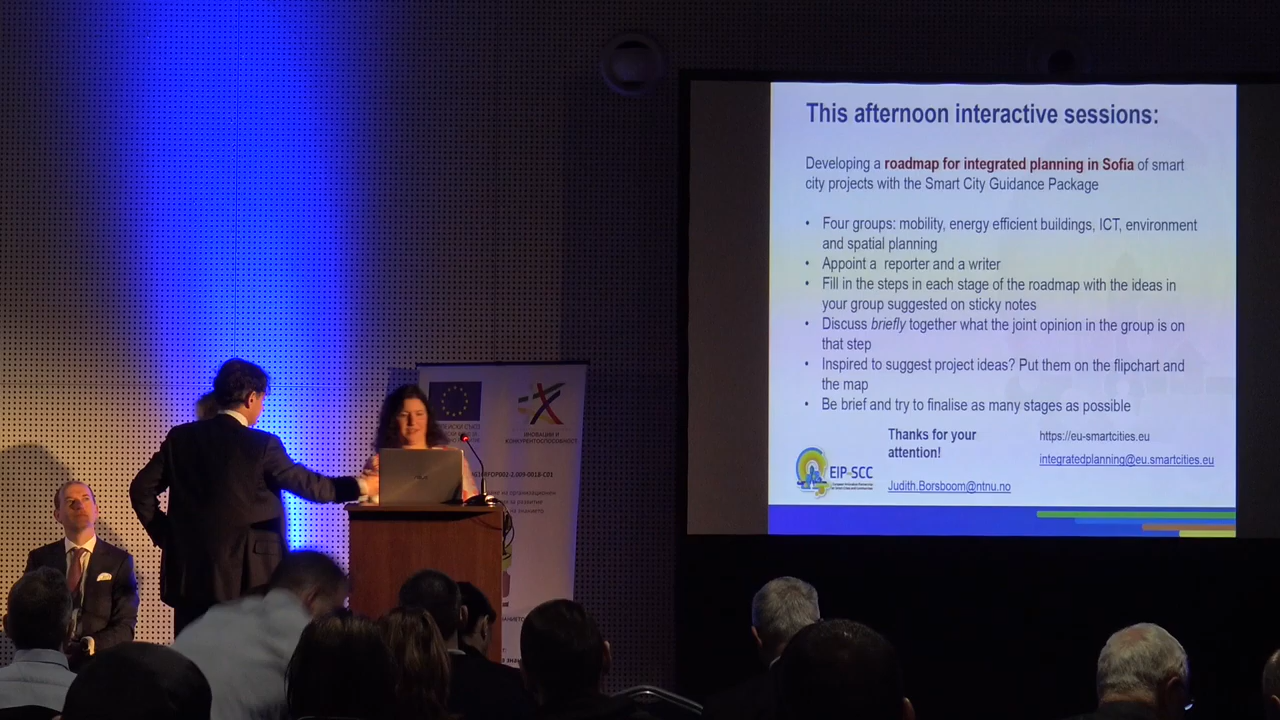 This afternoon interactive sessions:
Developing a roadmap for integrated planning in Sofia of smart
city projects with the Smart City Guidance Package
• Four groups: mobility, energy efficient buildings, ICT, environment
and spatial planning
• Appoint a reporter and a writer
• Fill in the steps in each stage of the roadmap with the ideas in
your group suggested on sticky notes
• Discuss briefly together what the joint opinion in the group is on
that step
• Inspired to suggest project ideas? Put them on the flipchart and
the map
• Be brief and try to finalise as many stages as possible
Thanks for your
attention!
https://eu-smartcities.eu
integratedplanning@eu.smartcities.eu
EIP-SCC
Judith.Borsboom@ntnu.no
ИНОВАЦИИ И
КОНКУРЕНТОСПОСОБНОСТ